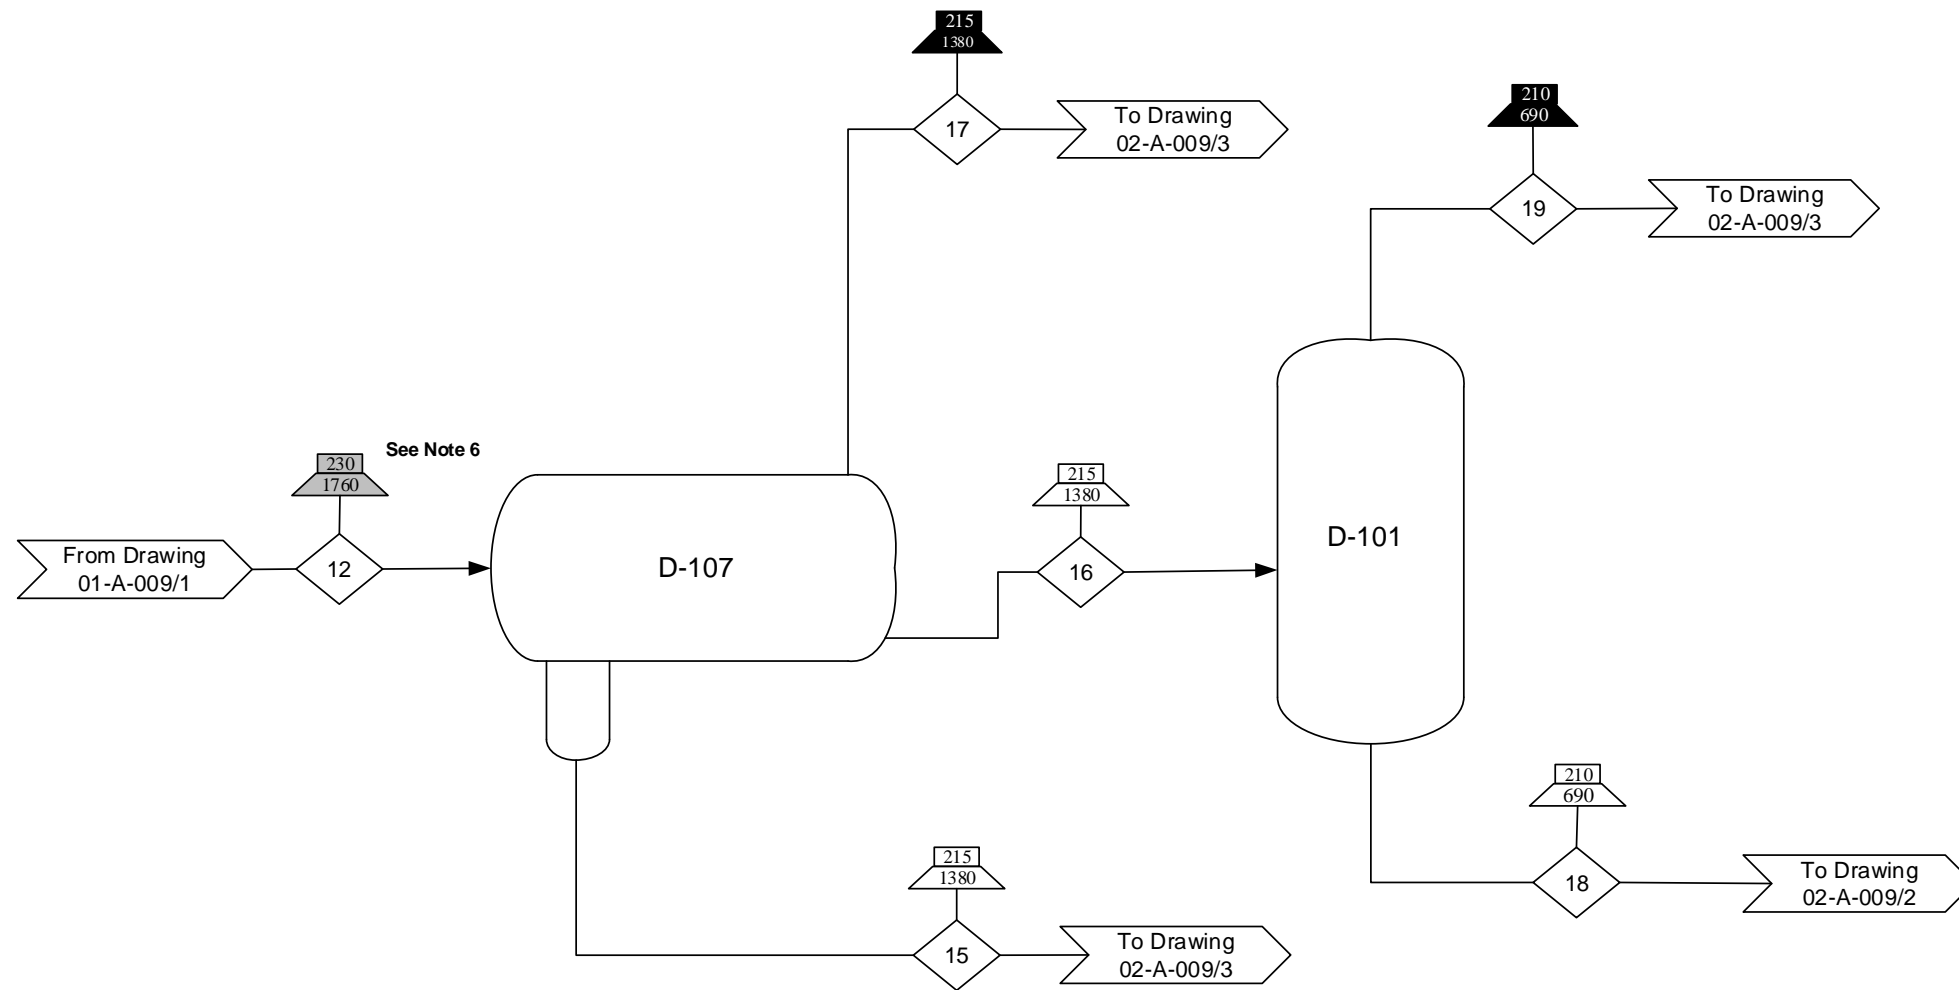 215
1380
17
To Drawing
02-A-009/3
210
690
19
To Drawing
02-A-009/3
See Note 6
230
1760
From Drawing
01-A-009/1
12
D-107
215
1380
16
D-101
210
690
18
To Drawing
02-A-009/2
215
1380
15
To Drawing
02-A-009/3